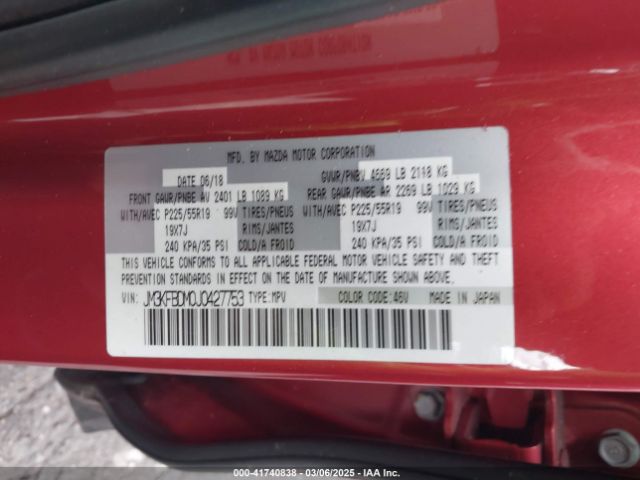 MFD. BY MAZDA MOTOR CORPORATION
DATE 06/18 GVWR/PNBV 4669 LB 2118 KG
FRONT GAWR/PNBE AV 2401 LB 1089 KG REAR GAWR/PNBE AR 2269 LB 1029 KG
WITH/AVEC P225/55R19 99V TIRES/PNEUS WITH/AVEC P225/55R19 99V TIRES/PNEUS
19X7J RIMS/JANTES 19X7J RIMS/JANTES
240 KPA/35 PSI COLD/A FROID 240 KPA/35 PSI COLD/A FROID
THIS VEHICLE CONFORMS TO ALL APPLICABLE FEDERAL MOTOR VEHICLE SAFETY AND THEFT
PREVENTION STANDARDS IN EFFECT ON THE DATE OF MANUFACTURE SHOWN ABOVE.
VIN: JM3KFBDM0J0427753 TYPE: MPV COLOR CODE: 46V MADE IN JAPAN
000-41740838 - 03/06/2025 - IAA Inc.